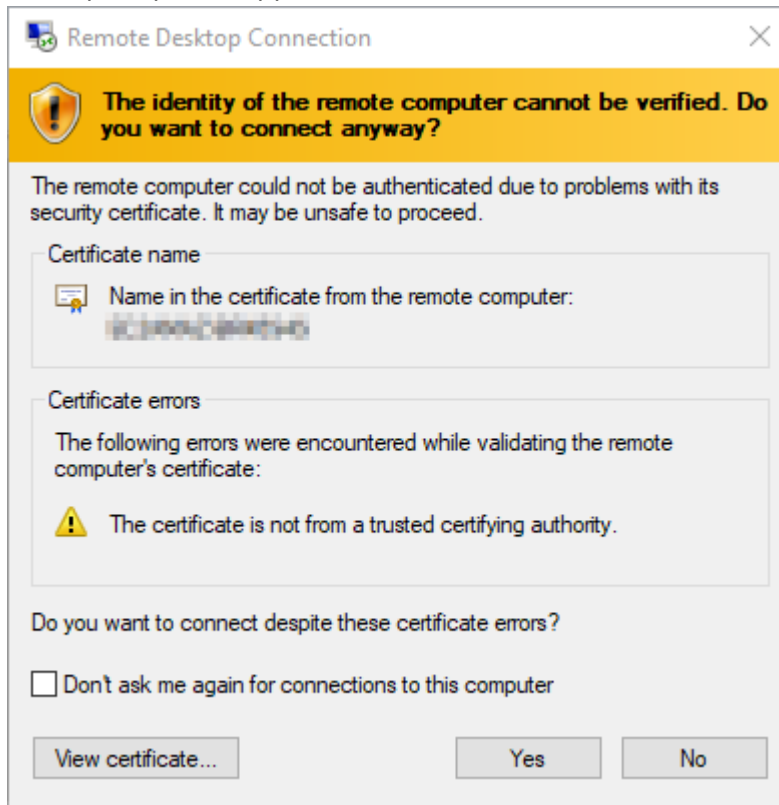 Remote Desktop Connection
The identity of the remote computer cannot be verified. Do
you want to connect anyway?
The remote computer could not be authenticated due to problems with its
security certificate. It may be unsafe to proceed.
Certificate name
Name in the certificate from the remote computer:
Certificate errors
The following errors were encountered while validating the remote
computer's certificate:
The certificate is not from a trusted certifying authority.
Do you want to connect despite these certificate errors?
Don't ask me again for connections to this computer
View certificate...
Yes
No